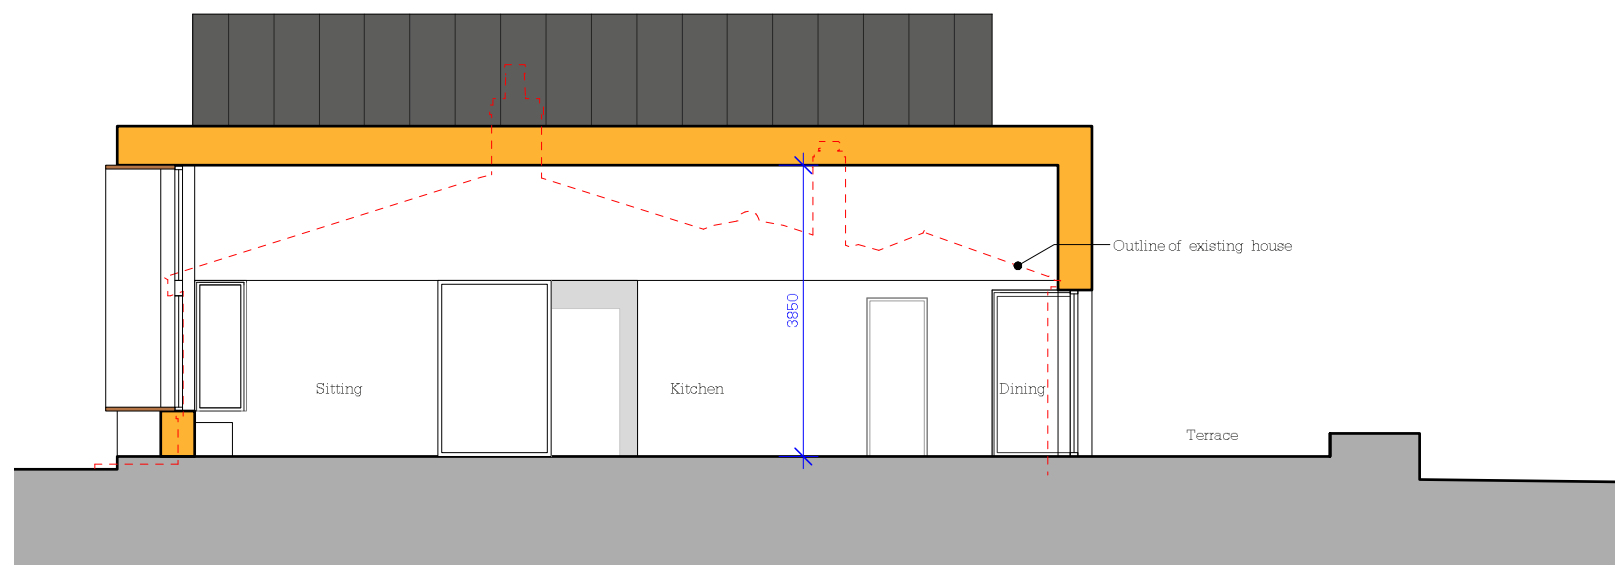 Outline of existing house
3850
Sitting
Kitchen
Dining
Terrace